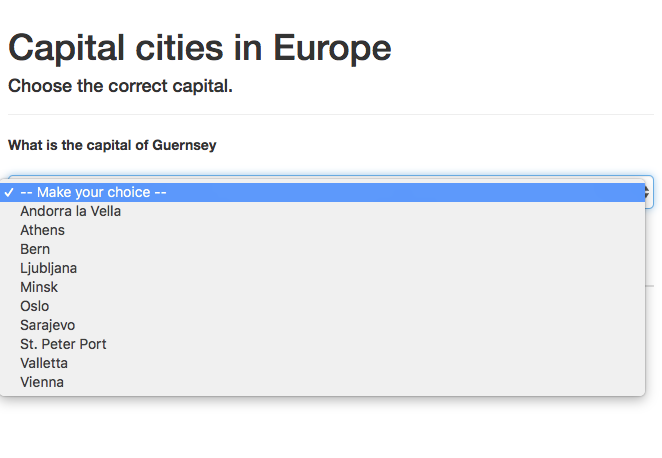 Capital cities in Europe
Choose the correct capital.
What is the capital of Guernsey
✓ -- Make your choice --
Andorra la Vella
Athens
Bern
Ljubljana
Minsk
Oslo
Sarajevo
St. Peter Port
Valletta
Vienna